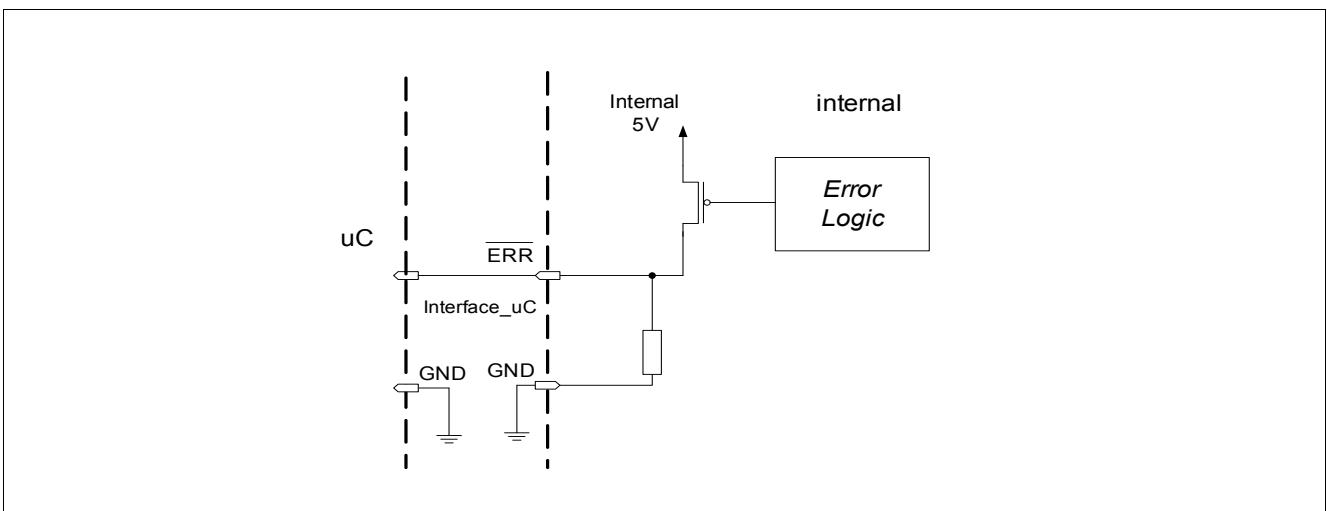 Internal
5V
internal
Error
Logic
uC
ERR
Interface_uC
GND
GND